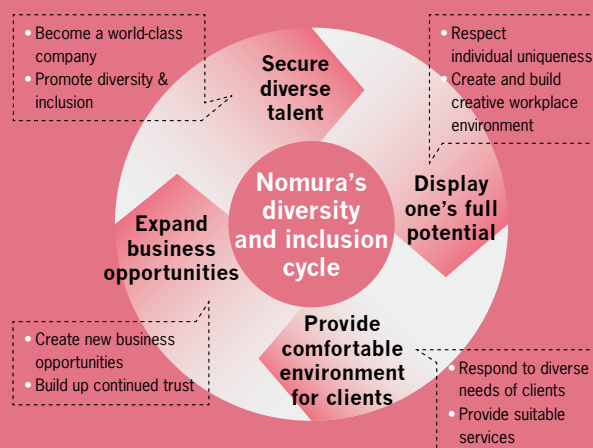 • Become a world-class
company
• Promote diversity &
inclusion
Secure
diverse
talent
• Respect
individual uniqueness
• Create and build
creative workplace
environment
Nomura's
diversity
and inclusion
cycle
Display
one's full
potential
Expand
business
opportunities
• Create new business
opportunities
• Build up continued trust
Provide
comfortable
environment
for clients
• Respond to diverse
needs of clients
• Provide suitable
services